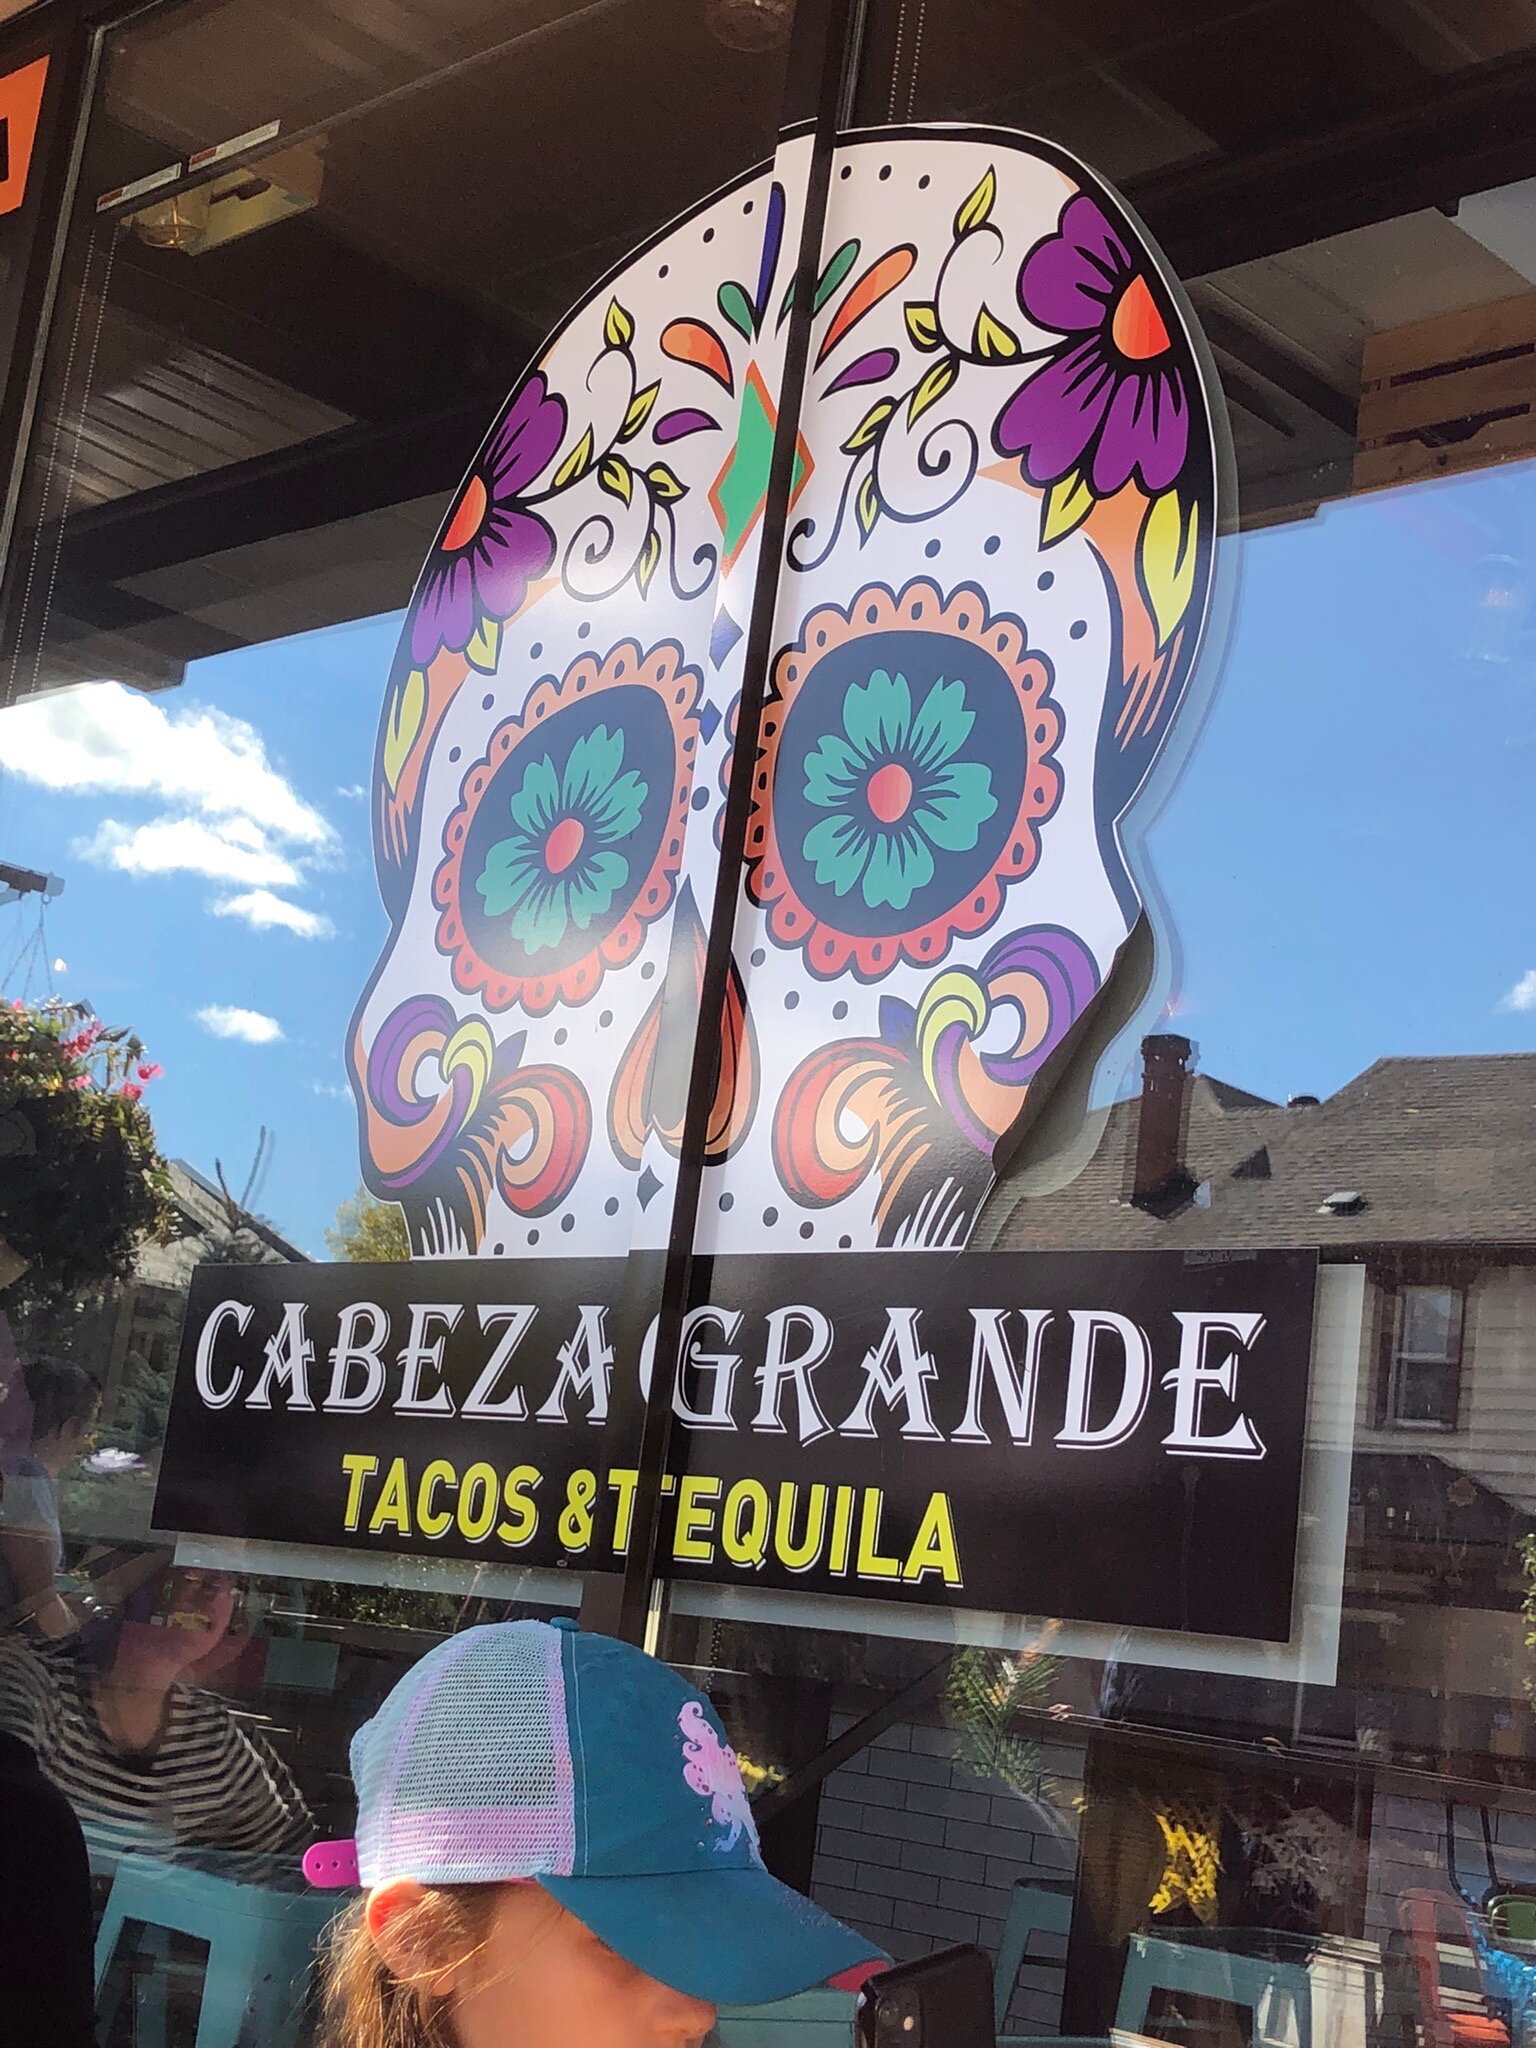 CABEZA GRANDE
TACOS & TEQUILA